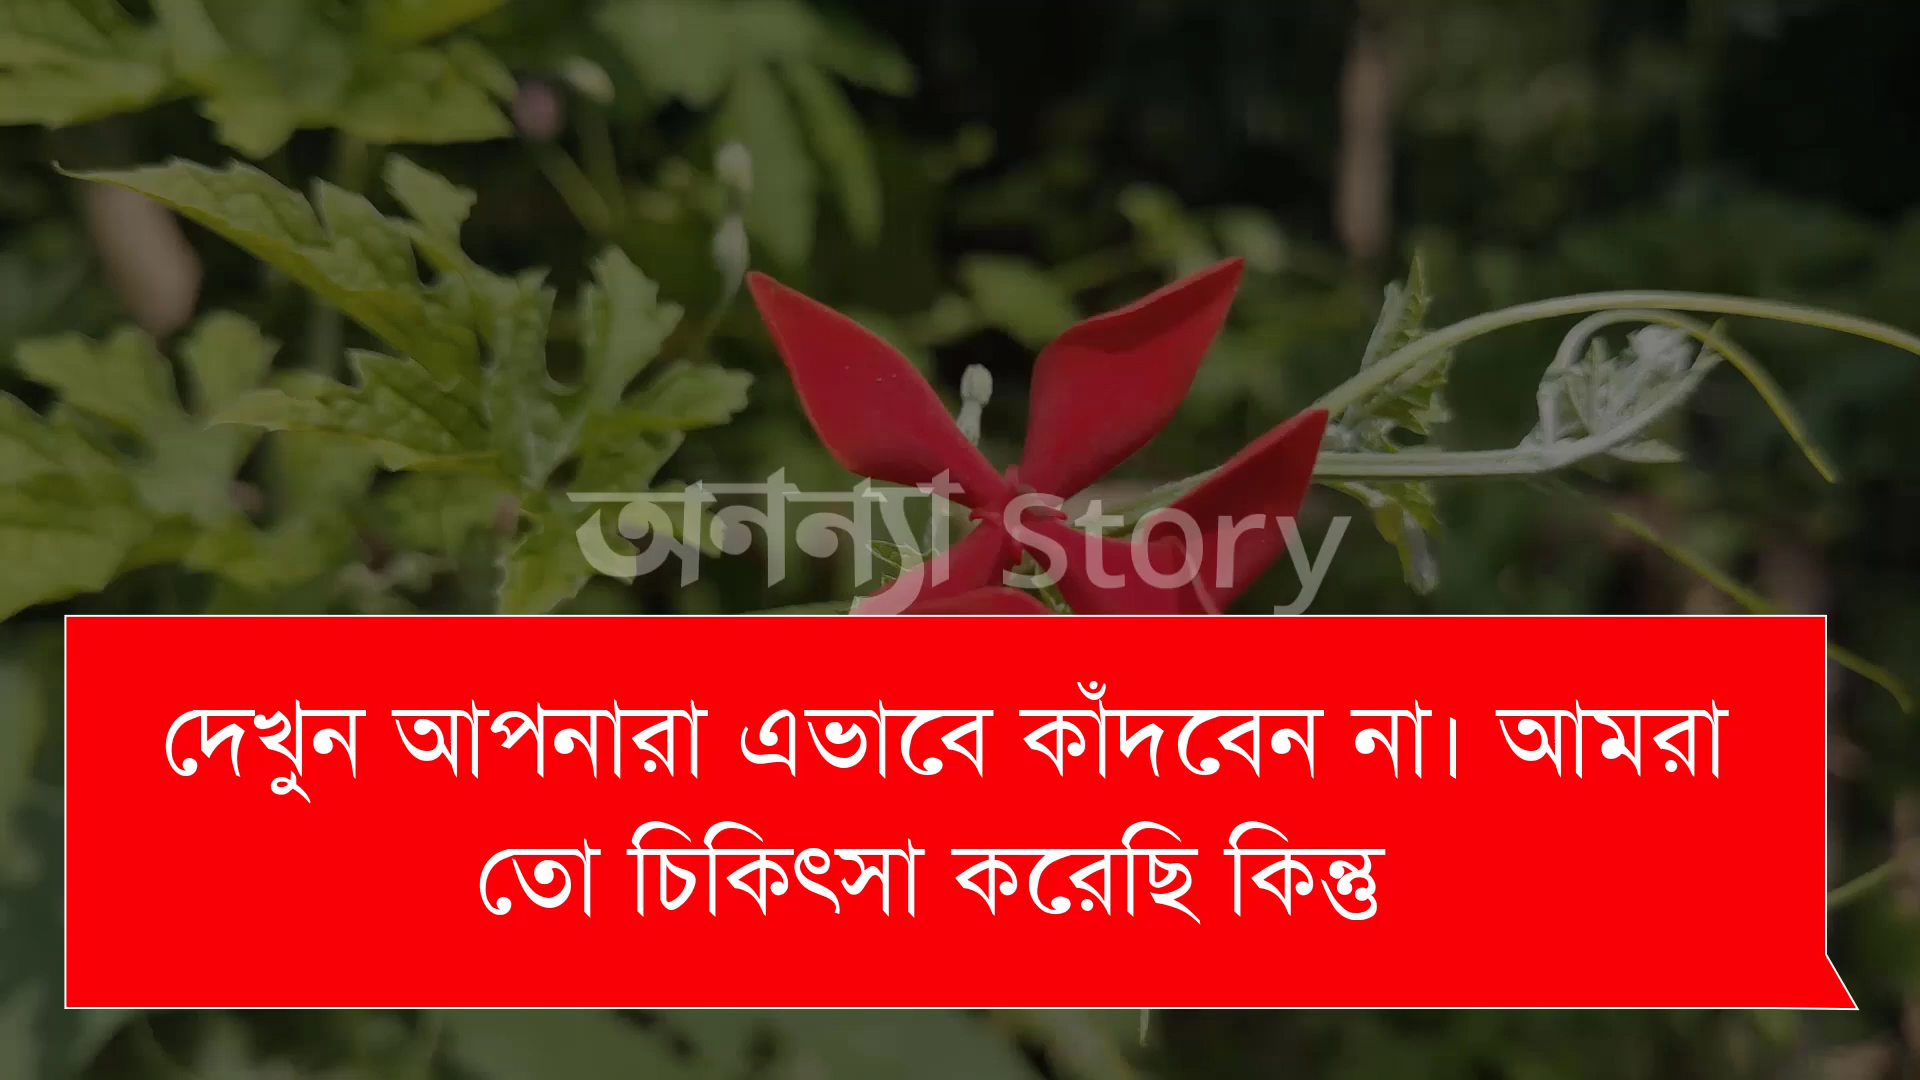 অনন্যা Story
দেখুন আপনারা এভাবে কাঁদবেন না। আমরা
তো চিকিৎসা করেছি কিন্তু